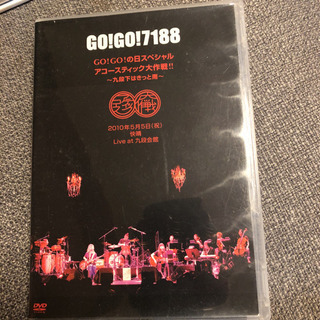 GO!GO!7188
GO!GO!の日スペシャル
アコースティック大作戦!!
〜九段下はきっと雨〜
2010年5月5日(祝)
快晴
Live at 九段会館
DVD